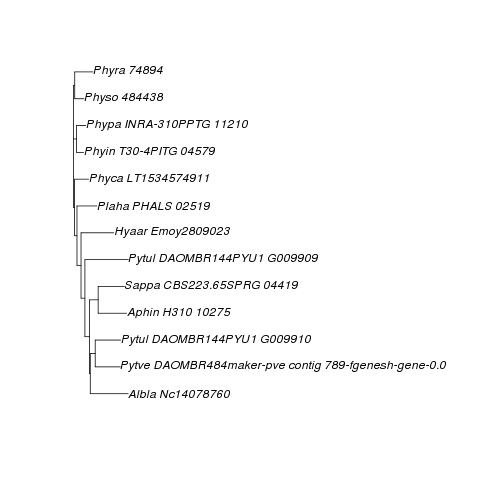 Phyra 74894
Physo 484438
Phypa INRA-310PPTG 11210
Phyin T30-4PITG 04579
Phyca LT1534574911
Plaha PHALS 02519
Hyaar Emoy2809023
Pytul DAOMBR144PYU1 G009909
Sappa CBS223.65SPRG 04419
Aphin H310 10275
Pytul DAOMBR144PYU1 G009910
Pytve DAOMBR484maker-pve contig 789-fgenesh-gene-0.0
Albla Nc14078760